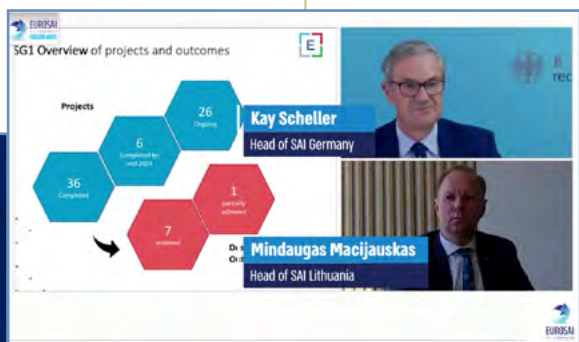 EUROSAI
SG1 Overview of projects and outcomes
E
Projects
26
Ongoing
6
Completed by
mid-2024
36
Completed
1
partially
achieved
7
achieved
Kay Scheller
Head of SAI Germany
Mindaugas Macijauskas
Head of SAI Lithuania
EUROSAI